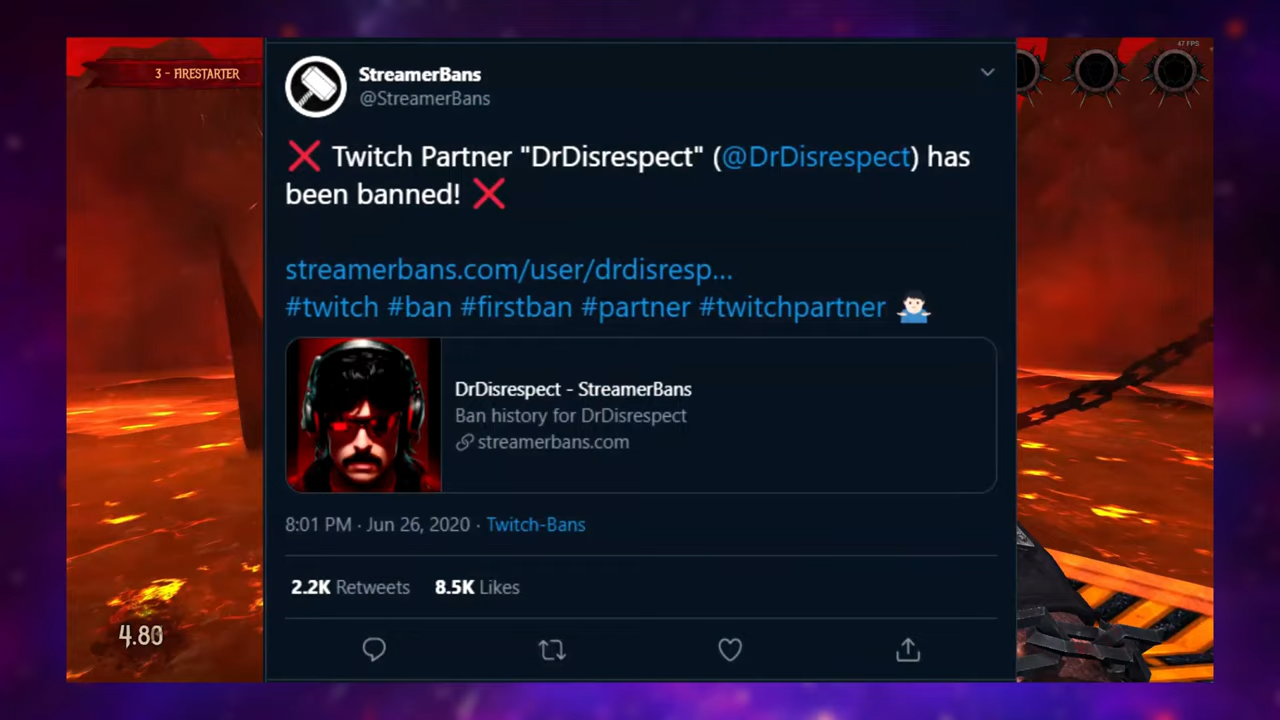 47 FPS
3 - FIRESTARTER
StreamerBans
@StreamerBans
❌ Twitch Partner "DrDisrespect" (@DrDisrespect) has
been banned! ❌
streamerbans.com/user/drdisresp...
#twitch #ban #firstban #partner #twitchpartner 🤷🏻‍♂️
DrDisrespect - StreamerBans
Ban history for DrDisrespect
streamerbans.com
8:01 PM · Jun 26, 2020 · Twitch-Bans
2.2K Retweets 8.5K Likes
4.80